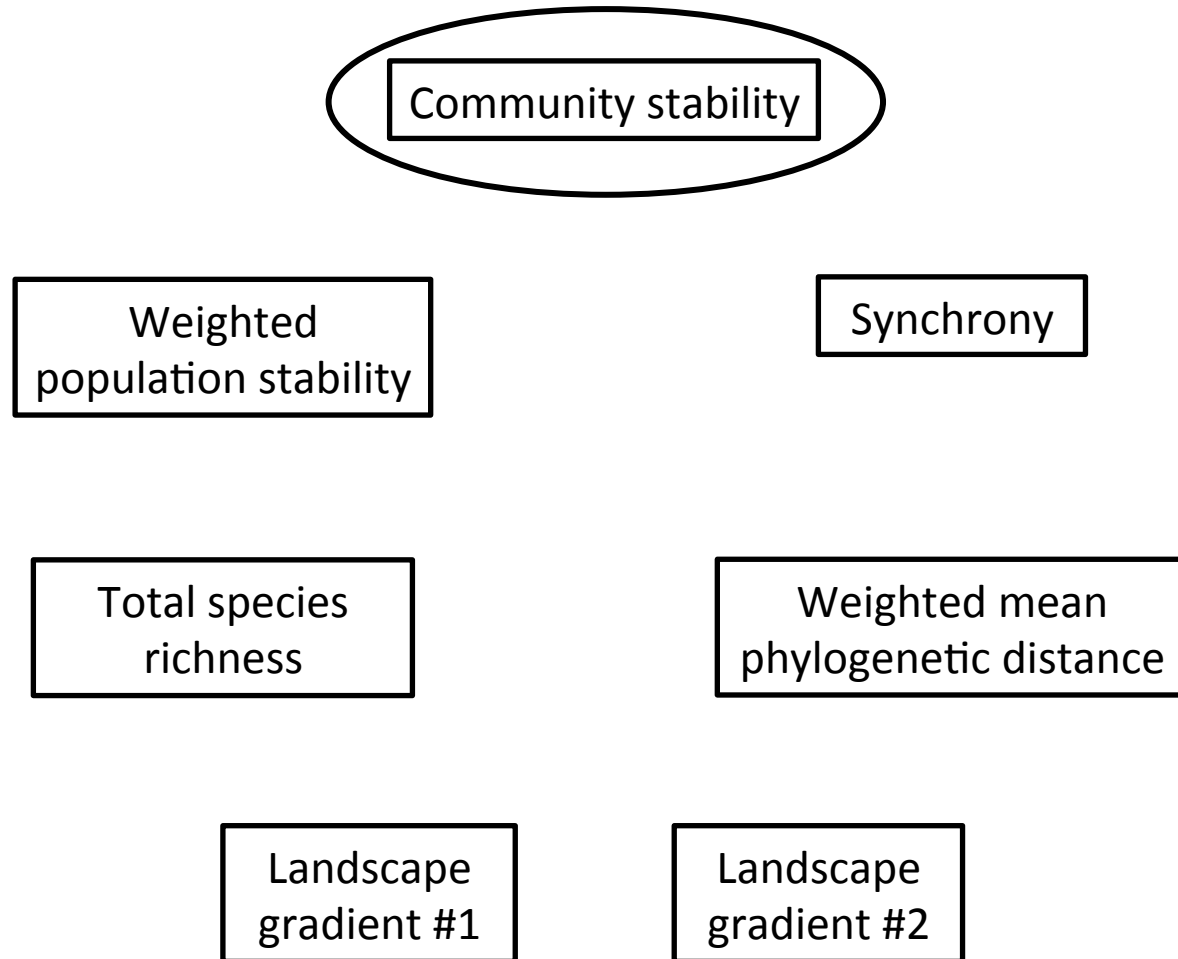 Community stability
Weighted
population stability
Synchrony
Total species
richness
Weighted mean
phylogenetic distance
Landscape
gradient #1
Landscape
gradient #2